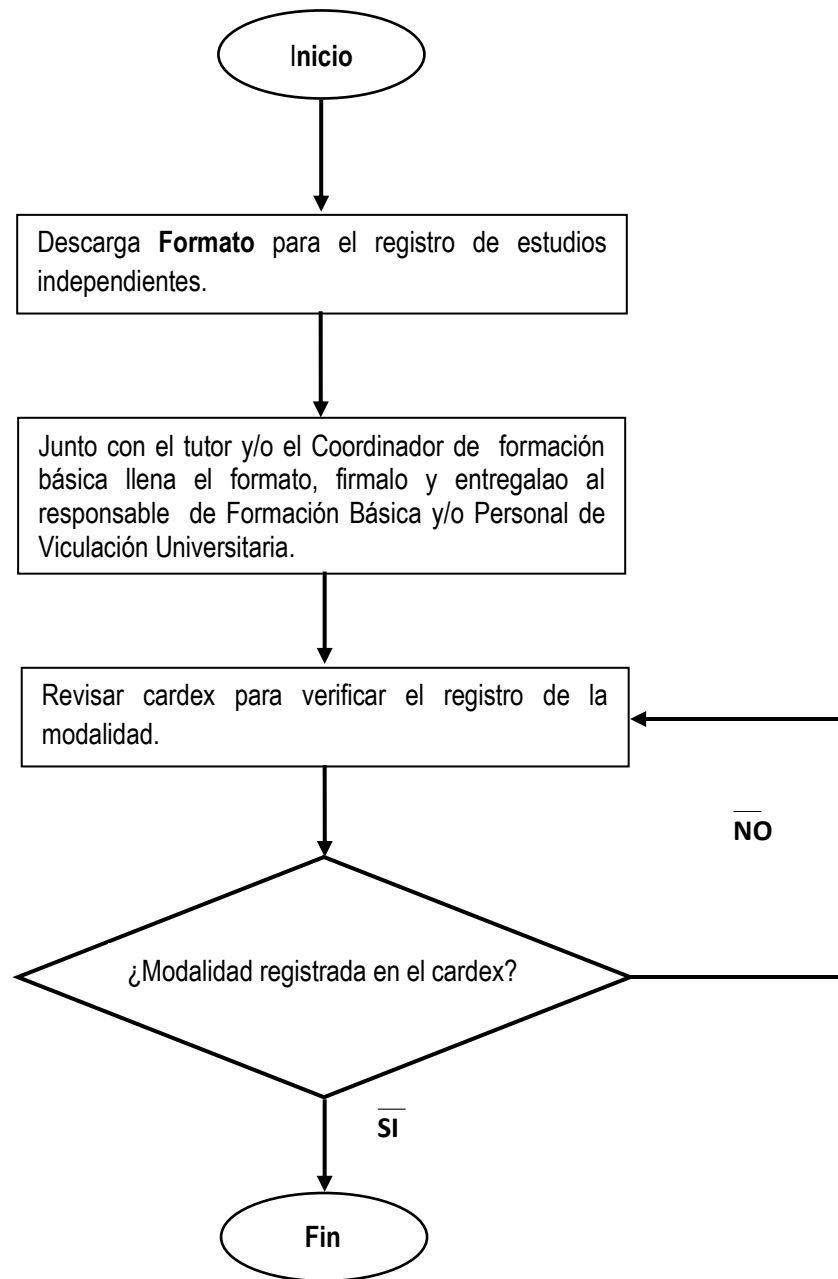 Inicio
Descarga Formato para el registro de estudios
independientes.
Junto con el tutor y/o el Coordinador de formación
básica llena el formato, firmalo y entregalao al
responsable de Formación Básica y/o Personal de
Viculación Universitaria.
Revisar cardex para verificar el registro de la
modalidad.
NO
¿Modalidad registrada en el cardex?
SI
Fin